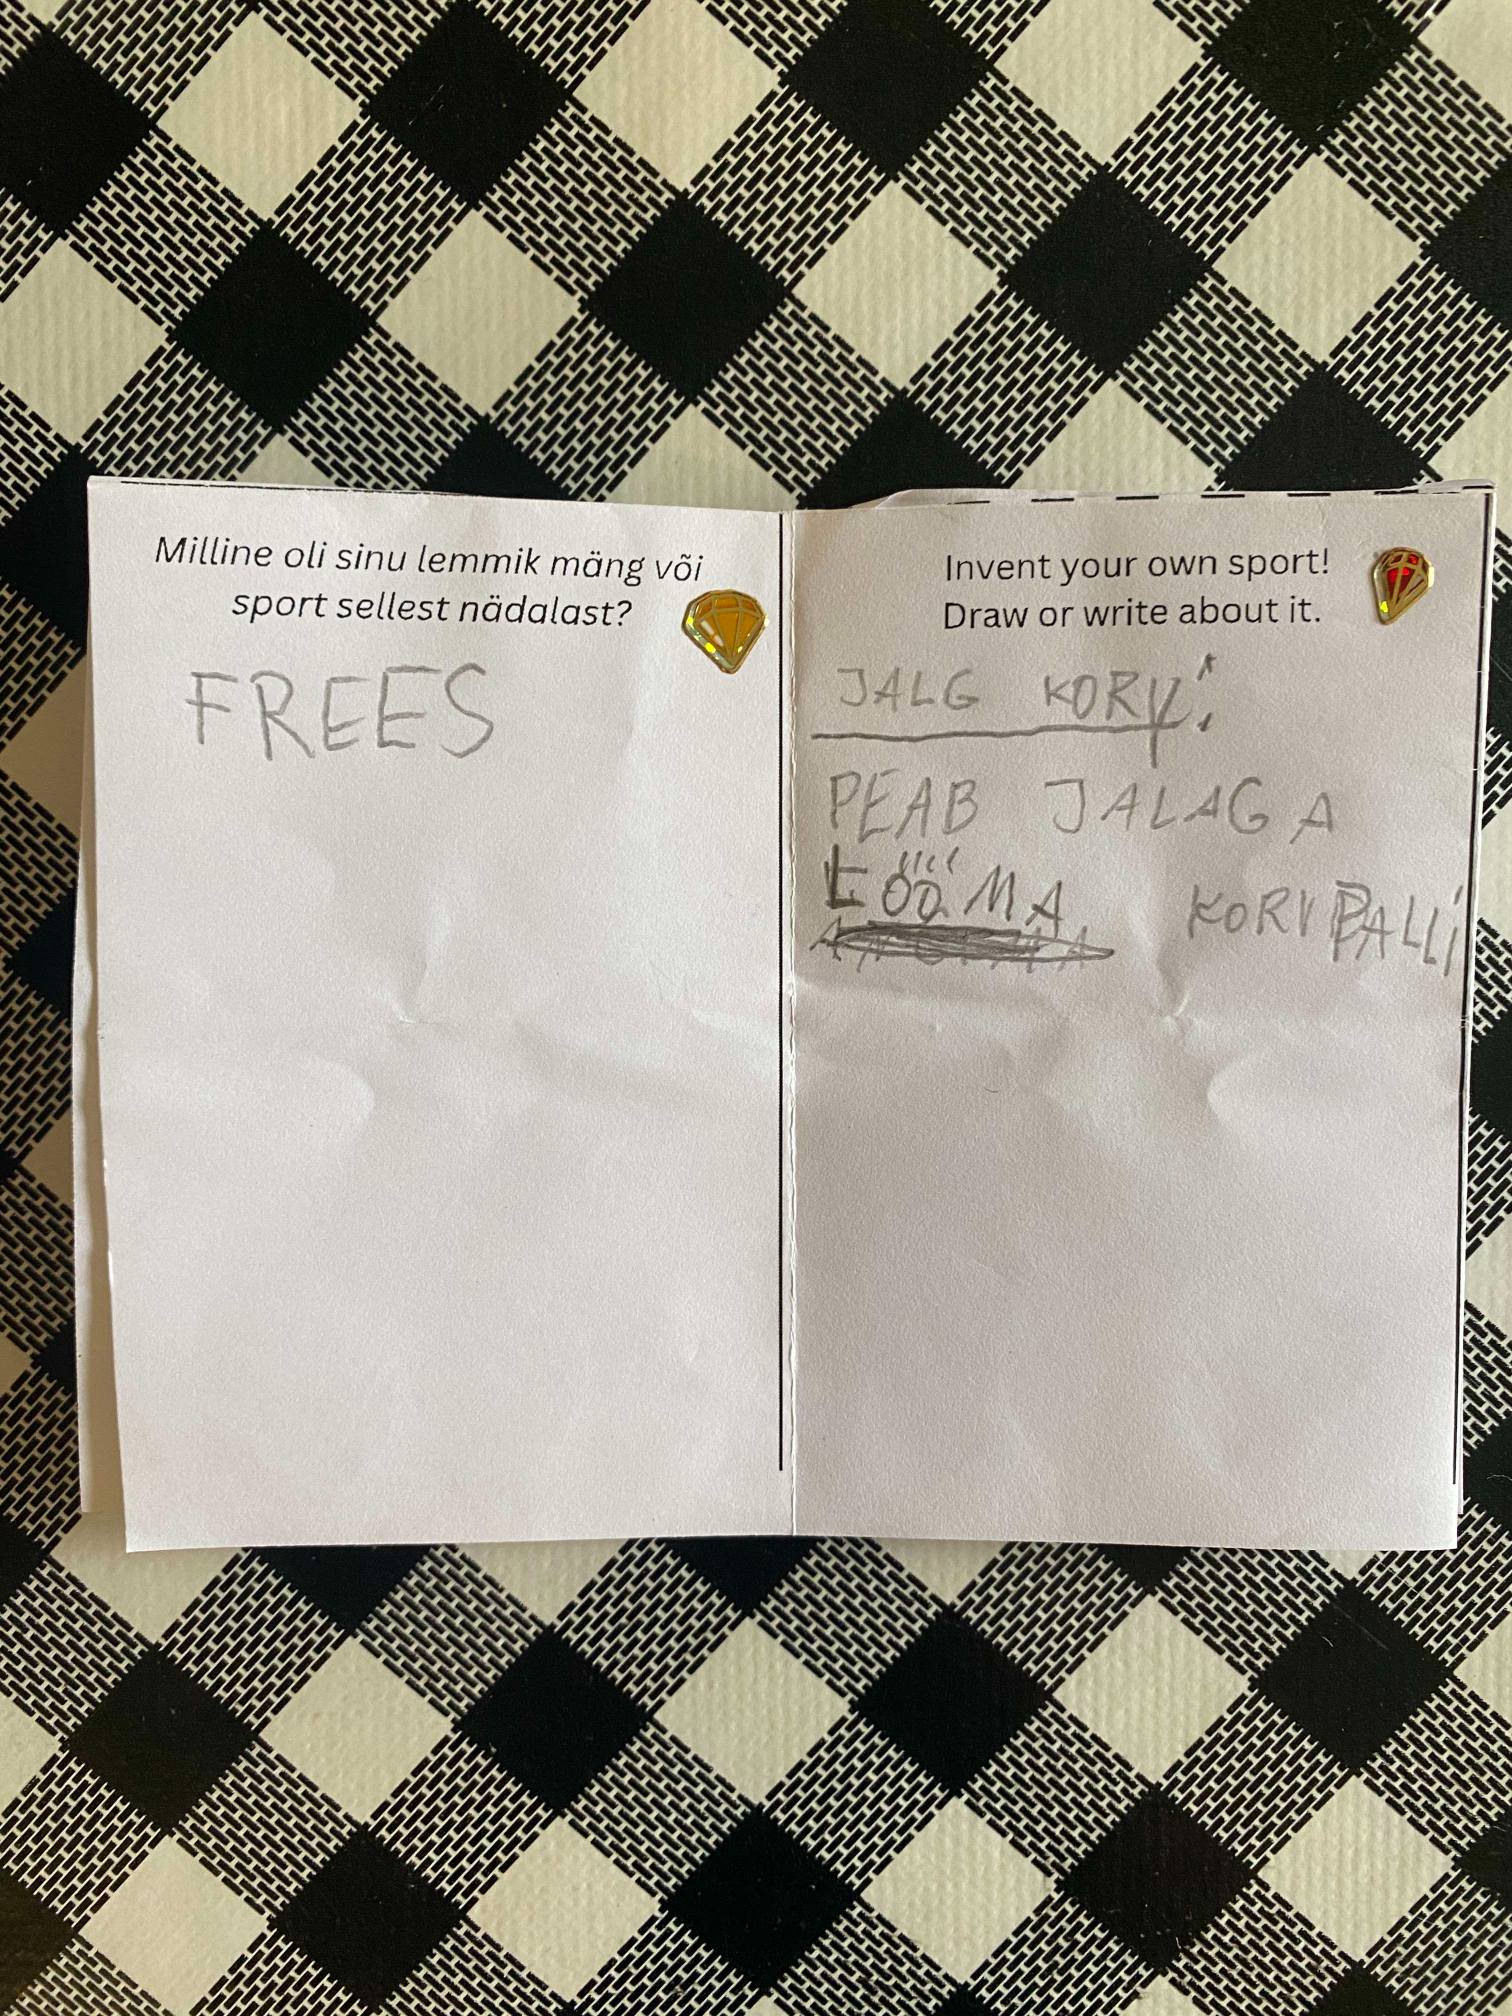 Milline oli sinu lemmik mäng või
sport sellest nädalast?
FREES
Invent your own sport!
Draw or write about it.
JALG KORV!
PEAB JALAGA
LÖÖMA KORVPALLI